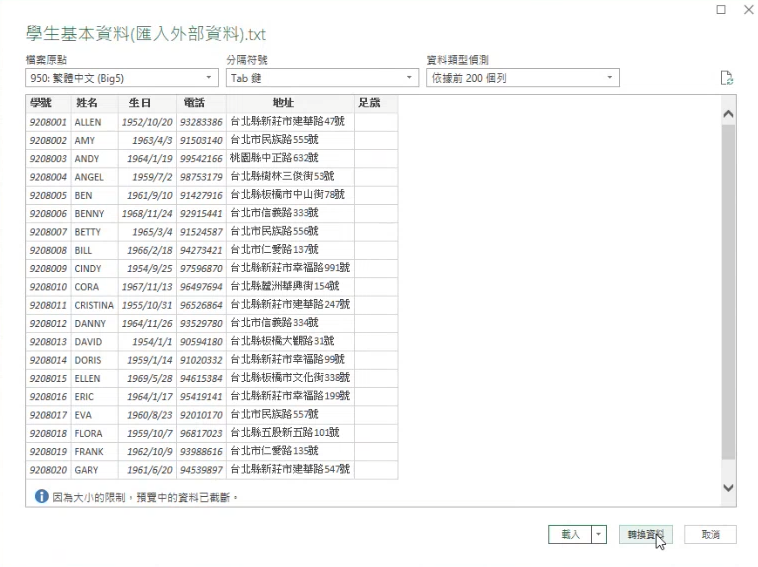 學生基本資料(匯入外部資料).txt
檔案原點 分隔符號 資料類型偵測
950: 繁體中文 (Big5) Tab 鍵 依據前 200 個列
學號 姓名 生日 電話 地址 足歲
9208001 ALLEN 1952/10/20 93283386 台北縣新莊市建華路47號
9208002 AMY 1963/4/3 91503140 台北市民族路555號
9208003 ANDY 1964/1/19 99542166 桃園縣中正路632號
9208004 ANGEL 1959/7/2 98753179 台北縣樹林三俊街53號
9208005 BEN 1961/9/10 91427916 台北縣板橋市中山街78號
9208006 BENNY 1968/11/24 92915441 台北市信義路333號
9208007 BETTY 1965/3/4 91524587 台北市民族路556號
9208008 BILL 1966/2/18 94273421 台北市仁愛路137號
9208009 CINDY 1954/9/25 97596870 台北縣新莊市幸福路991號
9208010 CORA 1967/11/13 96497694 台北縣蘆洲華興街154號
9208011 CRISTINA 1955/10/31 96526864 台北縣新莊市建華路247號
9208012 DANNY 1964/11/26 93529780 台北市信義路334號
9208013 DAVID 1954/1/1 90594180 台北縣板橋大觀路31號
9208014 DORIS 1959/1/14 91020332 台北縣新莊市幸福路99號
9208015 ELLEN 1969/5/28 94615384 台北縣板橋市文化街338號
9208016 ERIC 1964/1/17 95419141 台北縣新莊市幸福路199號
9208017 EVA 1960/8/23 92010170 台北市民族路557號
9208018 FLORA 1959/10/7 96817023 台北縣五股新五路101號
9208019 FRANK 1962/10/9 93988616 台北市仁愛路135號
9208020 GARY 1961/6/20 94539897 台北縣新莊市建華路547號
因為大小的限制，預覽中的資料已截斷。
載入 轉換資料 取消